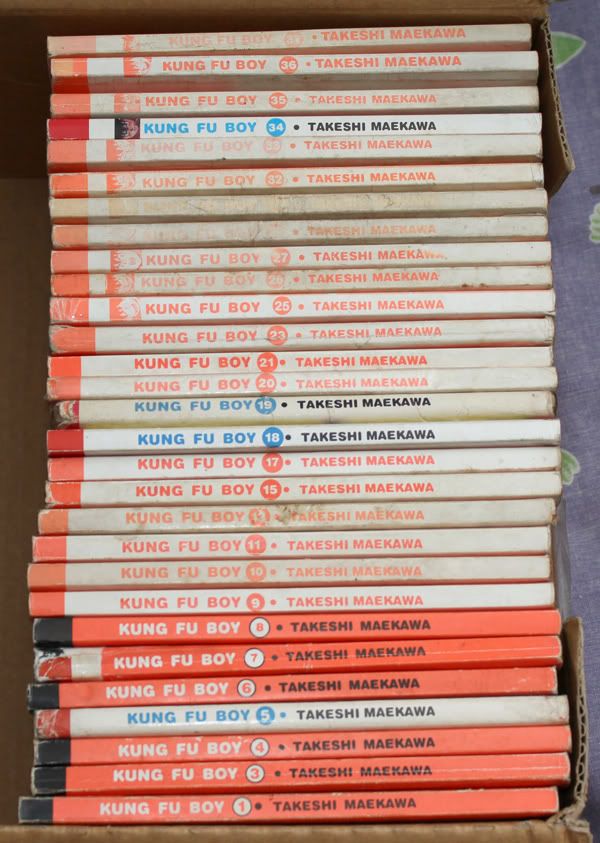 KUNG FU BOY • TAKESHI MAEKAWA
KUNG FU BOY 36 • TAKESHI MAEKAWA
KUNG FU BOY 35 • TAKESHI MAEKAWA
KUNG FU BOY 34 • TAKESHI MAEKAWA
KUNG FU BOY 33 • TAKESHI MAEKAWA
KUNG FU BOY 32 • TAKESHI MAEKAWA
KUNG FU BOY 27 • TAKESHI MAEKAWA
KUNG FU BOY 26 • TAKESHI MAEKAWA
KUNG FU BOY 25 • TAKESHI MAEKAWA
KUNG FU BOY 23 • TAKESHI MAEKAWA
KUNG FU BOY 21 • TAKESHI MAEKAWA
KUNG FU BOY 20 • TAKESHI MAEKAWA
KUNG FU BOY 19 • TAKESHI MAEKAWA
KUNG FU BOY 18 • TAKESHI MAEKAWA
KUNG FU BOY 17 • TAKESHI MAEKAWA
KUNG FU BOY 15 • TAKESHI MAEKAWA
KUNG FU BOY • TAKESHI MAEKAWA
KUNG FU BOY 11 • TAKESHI MAEKAWA
KUNG FU BOY 10 • TAKESHI MAEKAWA
KUNG FU BOY 9 • TAKESHI MAEKAWA
KUNG FU BOY 8 • TAKESHI MAEKAWA
KUNG FU BOY 7 • TAKESHI MAEKAWA
KUNG FU BOY 6 • TAKESHI MAEKAWA
KUNG FU BOY 5 • TAKESHI MAEKAWA
KUNG FU BOY 4 • TAKESHI MAEKAWA
KUNG FU BOY 3 • TAKESHI MAEKAWA
KUNG FU BOY 1 • TAKESHI MAEKAWA